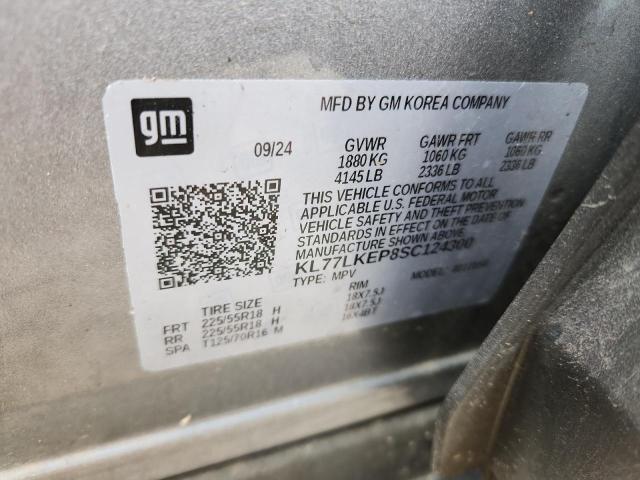 gm
MFD BY GM KOREA COMPANY
09/24 GVWR GAWR FRT GAWR RR
1880 KG 1060 KG 1060 KG
4145 LB 2336 LB 2336 LB
THIS VEHICLE CONFORMS TO ALL
APPLICABLE U.S. FEDERAL MOTOR
VEHICLE SAFETY AND THEFT PREVENTION
STANDARDS IN EFFECT ON THE DATE OF
MANUFACTURE SHOWN ABOVE.
KL77LKEP8SC124300
TYPE: MPV MODEL:
TIRE SIZE RIM
FRT 225/55R18 H 18X7.5J
RR 225/55R18 H 18X7.5J
SPA T125/70R16 M 16X4BT